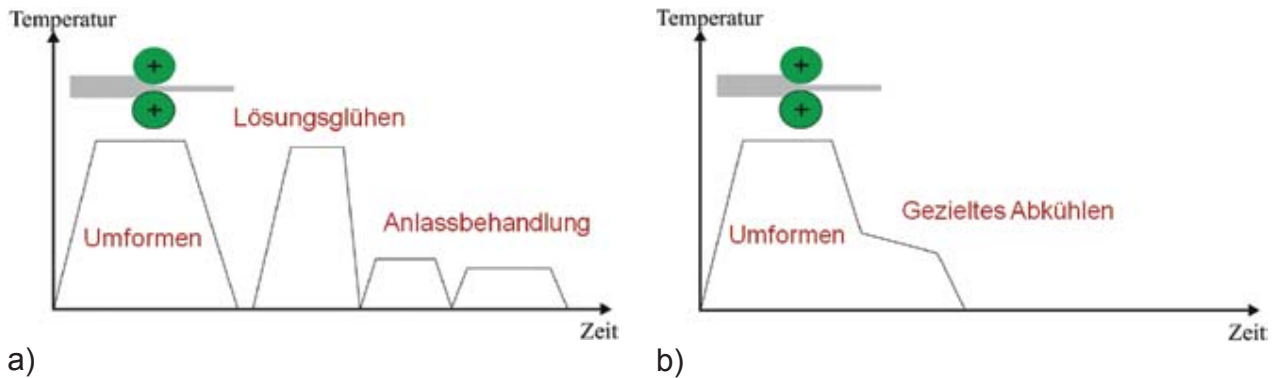 Temperatur
Lösungsglühen
Umformen
Anlassbehandlung
Zeit
a)
Temperatur
Umformen
Gezieltes Abkühlen
Zeit
b)